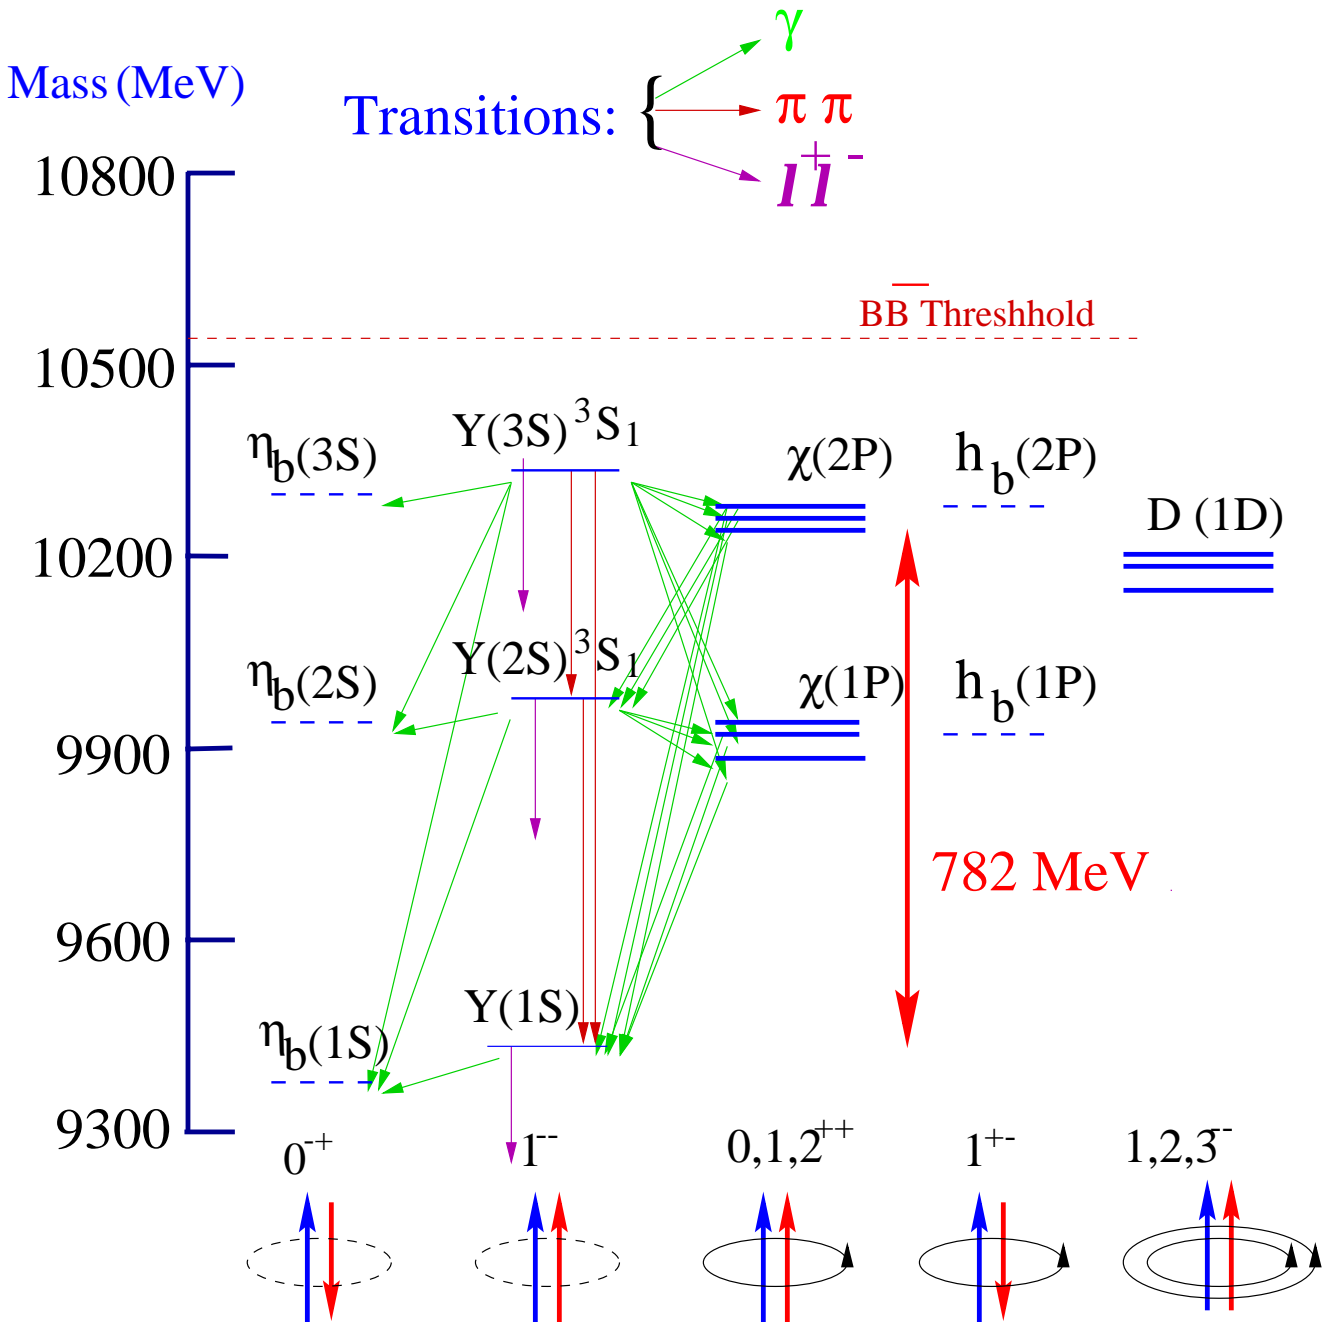 γ
Mass (MeV)
Transitions: { π π
l+ l-
10800
BB̅ Threshhold
10500
ηb(3S) Y(3S) 3S1 χ(2P) hb(2P)
D (1D)
10200
ηb(2S) Y(2S) 3S1 χ(1P) hb(1P)
9900
782 MeV
9600
Y(1S)
ηb(1S)
9300
0-+ 1-- 0,1,2++ 1+- 1,2,3--